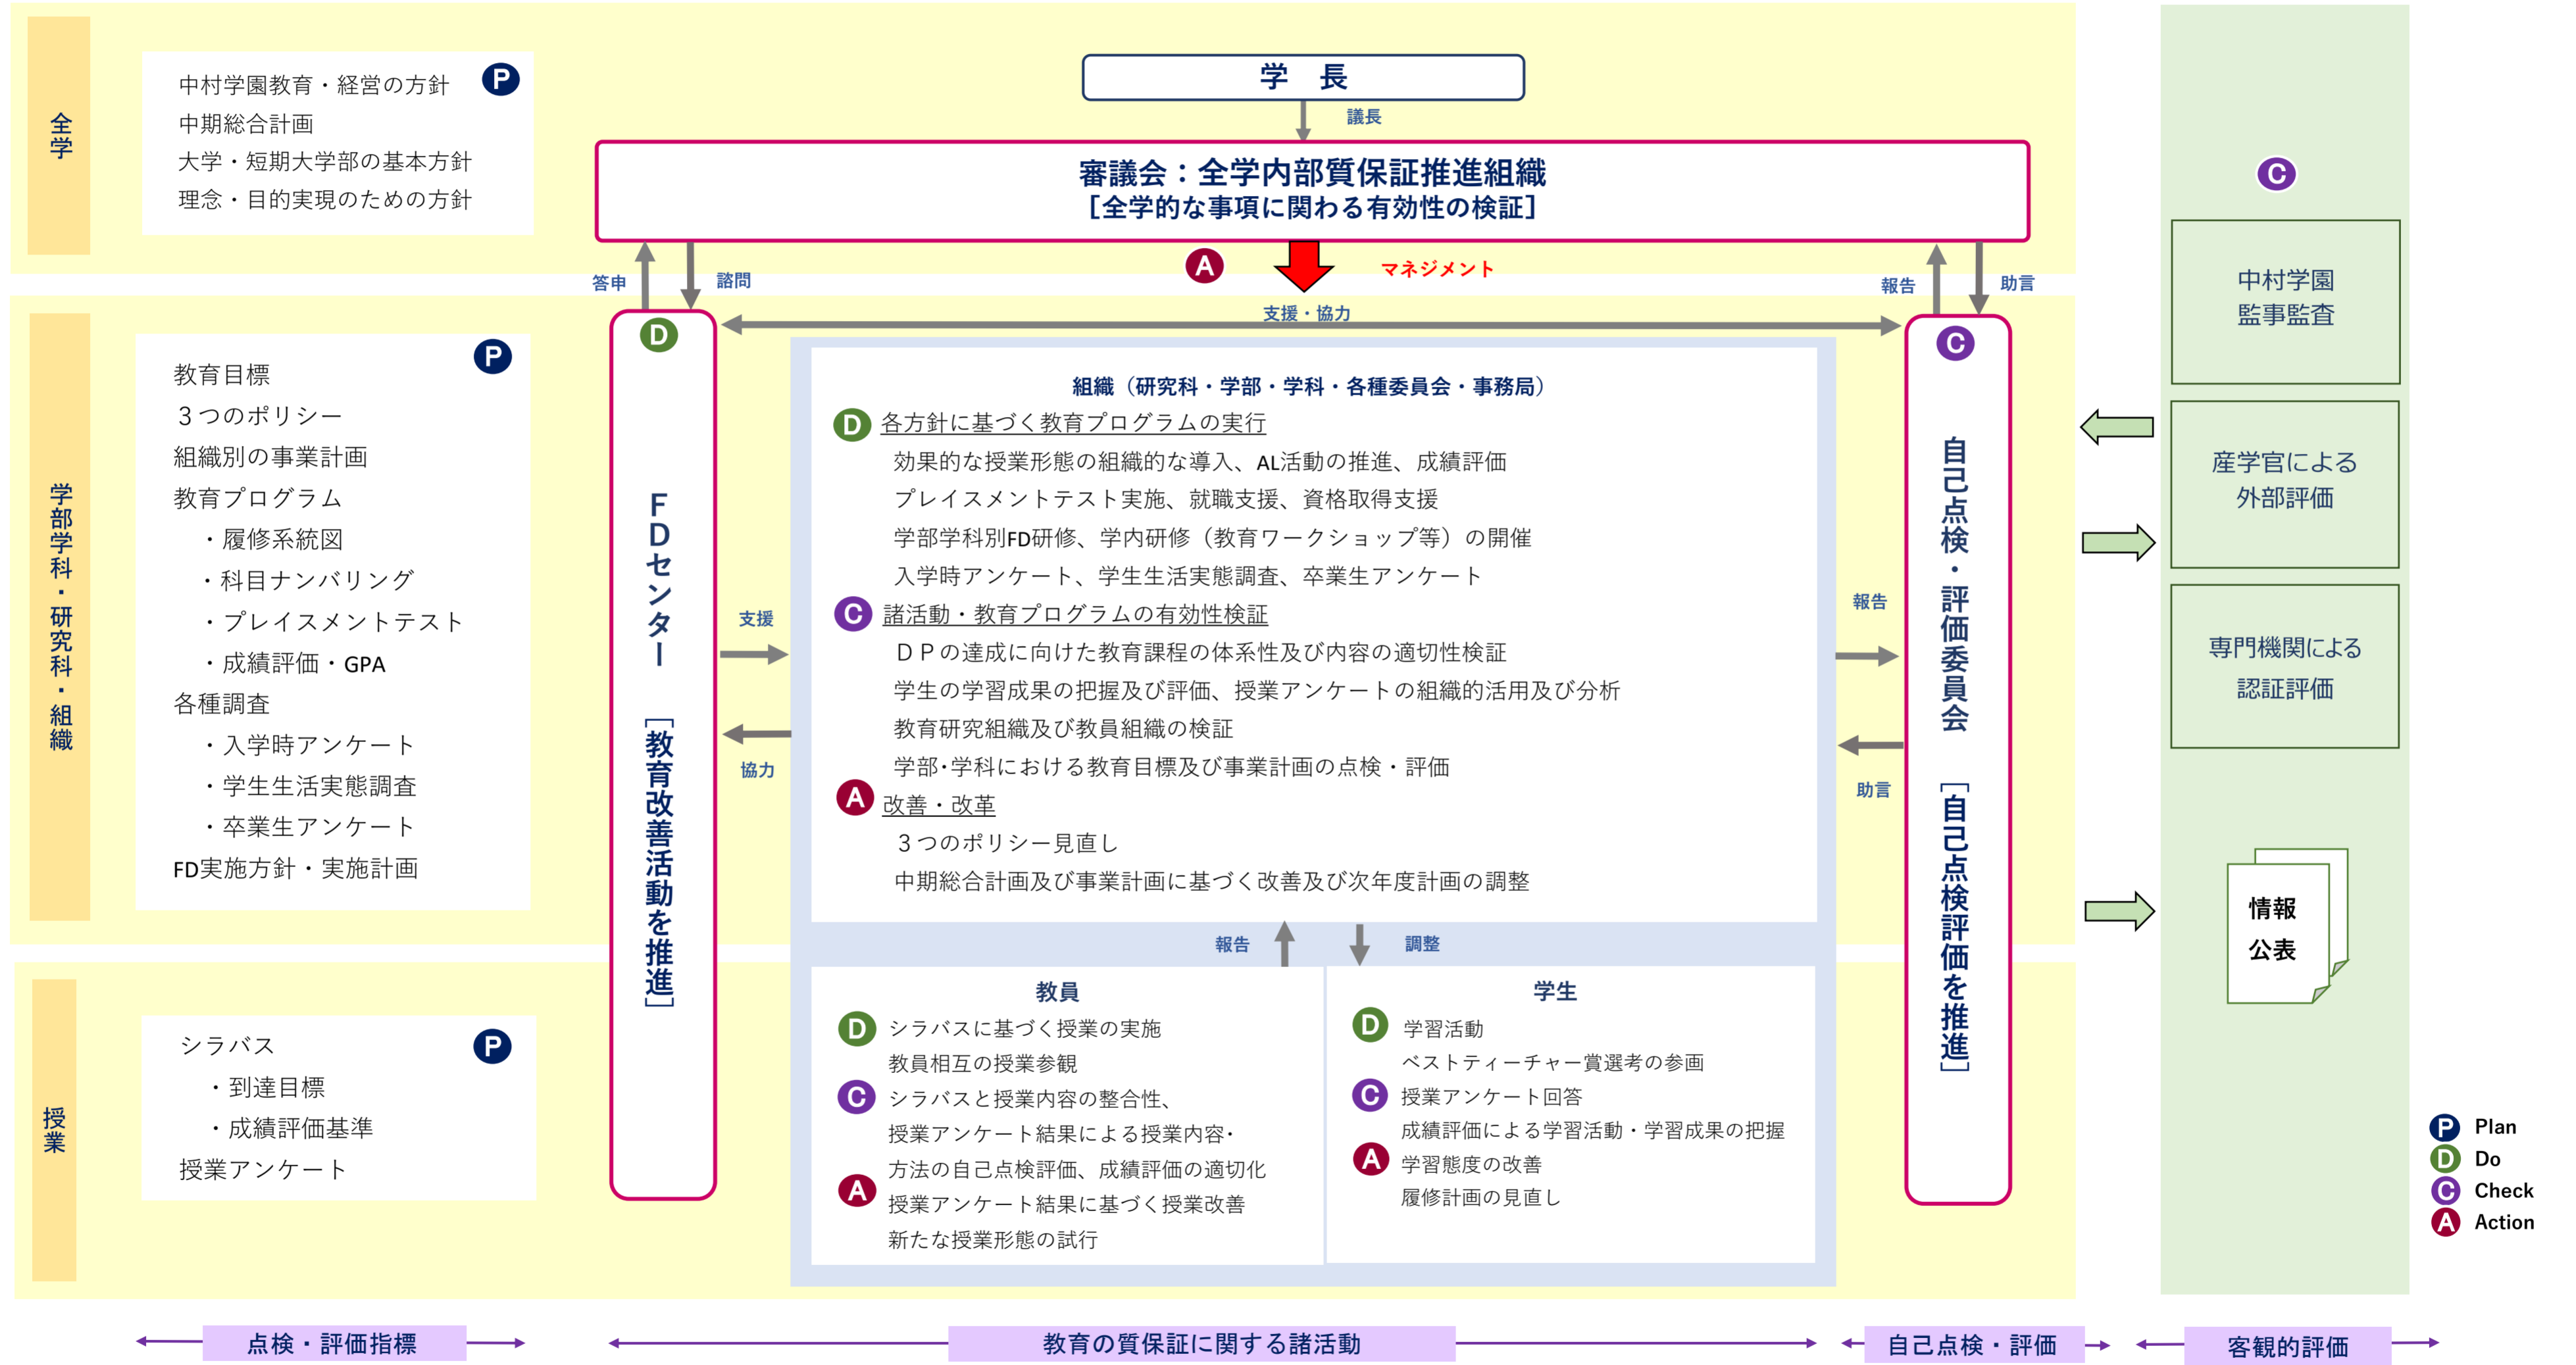 全学
中村学園教育・経営の方針
P
中期総合計画
大学・短期大学部の基本方針
理念・目的実現のための方針
学 長
議長
審議会：全学内部質保証推進組織
［全学的な事項に関わる有効性の検証］
答申
諮問
A
マネジメント
報告
助言
支援・協力
学部学科・研究科・組織
P
教育目標
３つのポリシー
組織別の事業計画
教育プログラム
・履修系統図
・科目ナンバリング
・プレイスメントテスト
・成績評価・GPA
各種調査
・入学時アンケート
・学生生活実態調査
・卒業生アンケート
FD実施方針・実施計画
D
FDセンター ［教育改善活動を推進］
支援
協力
組織（研究科・学部・学科・各種委員会・事務局）
D 各方針に基づく教育プログラムの実行
効果的な授業形態の組織的な導入、AL活動の推進、成績評価
プレイスメントテスト実施、就職支援、資格取得支援
学部学科別FD研修、学内研修（教育ワークショップ等）の開催
入学時アンケート、学生生活実態調査、卒業生アンケート
C 諸活動・教育プログラムの有効性検証
ＤＰの達成に向けた教育課程の体系性及び内容の適切性検証
学生の学習成果の把握及び評価、授業アンケートの組織的活用及び分析
教育研究組織及び教員組織の検証
学部･学科における教育目標及び事業計画の点検・評価
A 改善・改革
３つのポリシー見直し
中期総合計画及び事業計画に基づく改善及び次年度計画の調整
報告
助言
C
自己点検・評価委員会 ［自己点検評価を推進］
報告
調整
授業
P
シラバス
・到達目標
・成績評価基準
授業アンケート
教員
D シラバスに基づく授業の実施
教員相互の授業参観
C シラバスと授業内容の整合性、
授業アンケート結果による授業内容･
方法の自己点検評価、成績評価の適切化
A 授業アンケート結果に基づく授業改善
新たな授業形態の試行
学生
D 学習活動
ベストティーチャー賞選考の参画
C 授業アンケート回答
成績評価による学習活動・学習成果の把握
A 学習態度の改善
履修計画の見直し
C
中村学園
監事監査
産学官による
外部評価
専門機関による
認証評価
情報
公表
P Plan
D Do
C Check
A Action
点検・評価指標
教育の質保証に関する諸活動
自己点検・評価
客観的評価